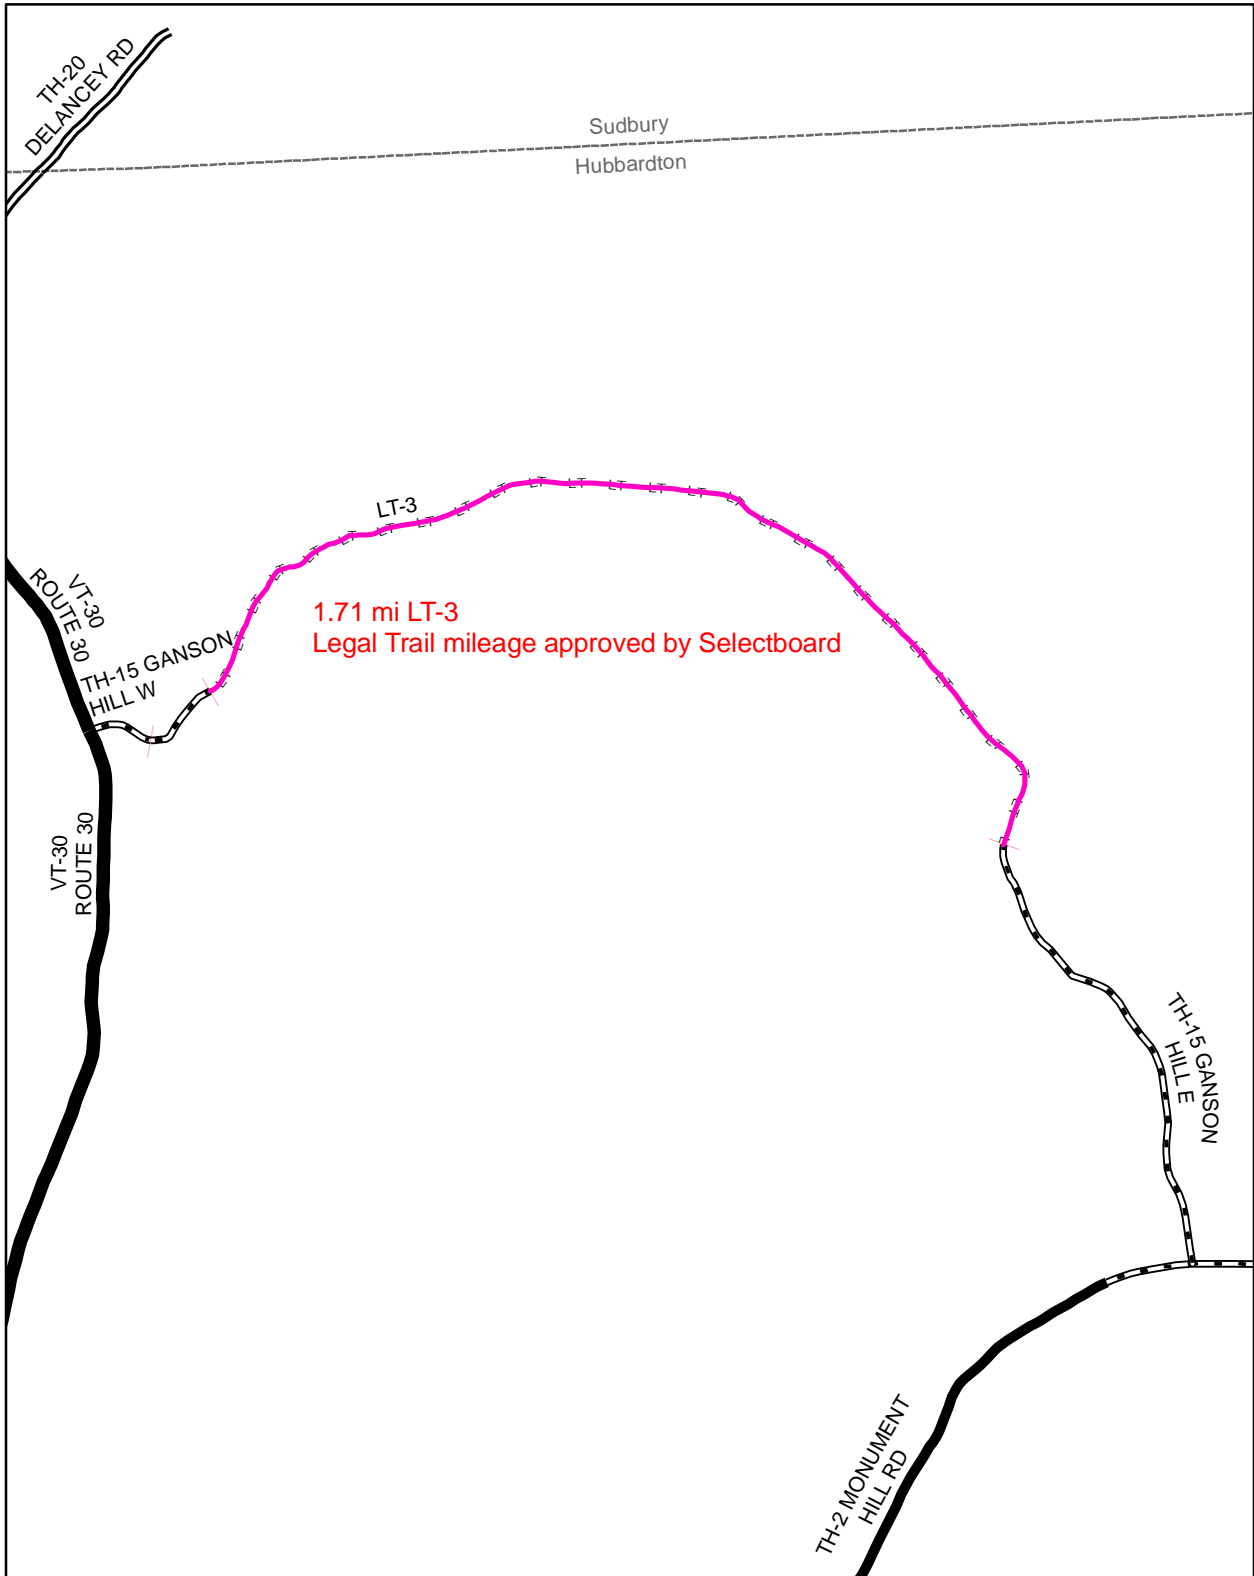 TH-20
DELANCEY RD
Sudbury
Hubbardton
LT-3
VT-30
ROUTE 30
1.71 mi LT-3
Legal Trail mileage approved by Selectboard
TH-15 GANSON
HILL W
VT-30
ROUTE 30
TH-15 GANSON
HILL E
TH-2 MONUMENT
HILL RD